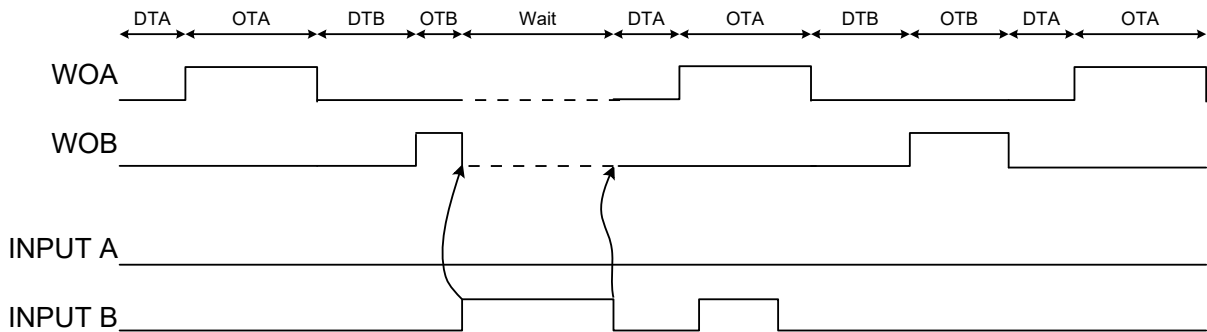 DTA OTA DTB OTB Wait DTA OTA DTB OTB DTA OTA
WOA
WOB
INPUT A
INPUT B